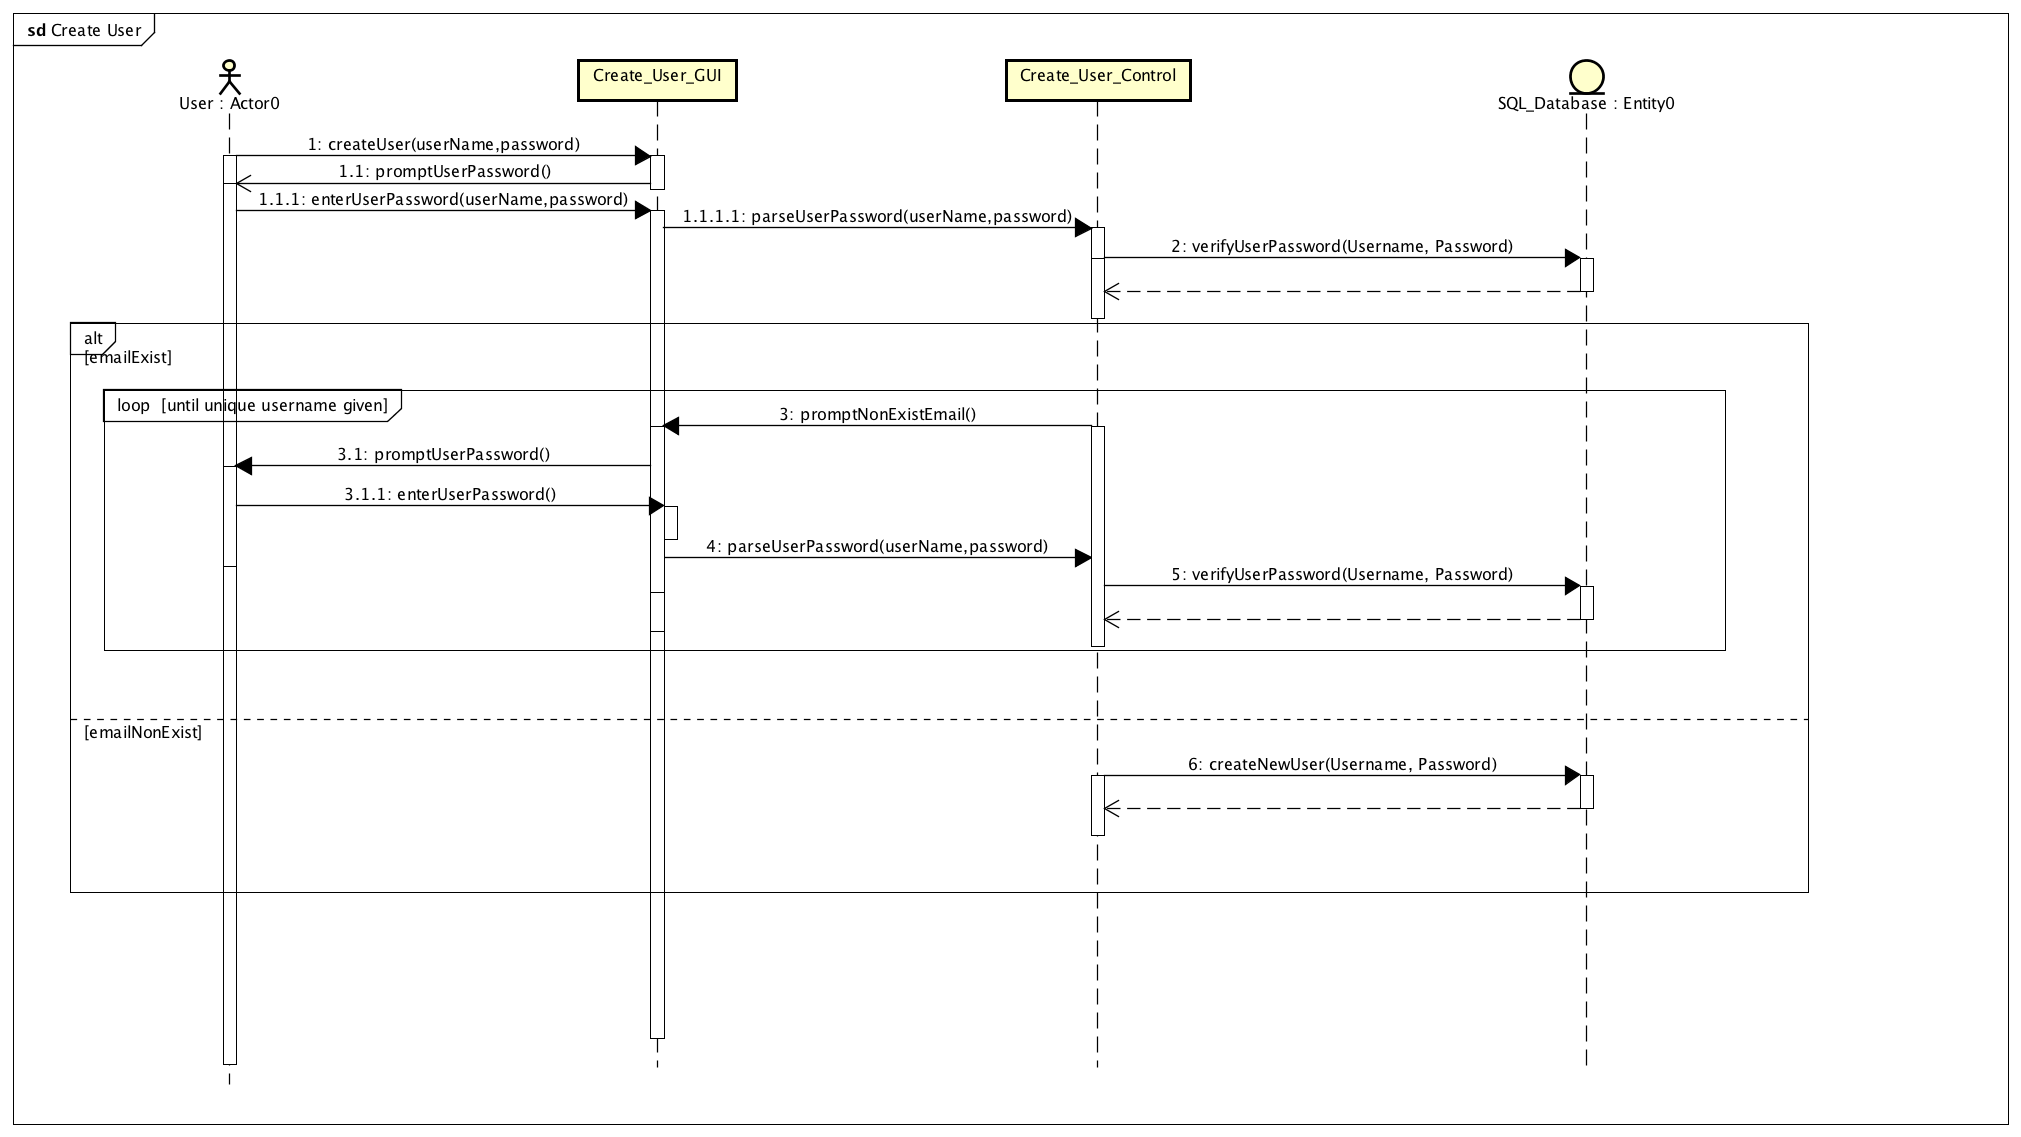 sd Create User
User : Actor0
Create_User_GUI
Create_User_Control
SQL_Database : Entity0
1: createUser(userName,password)
1.1: promptUserPassword()
1.1.1: enterUserPassword(userName,password)
1.1.1.1: parseUserPassword(userName,password)
2: verifyUserPassword(Username, Password)
alt
[emailExist]
loop [until unique username given]
3: promptNonExistEmail()
3.1: promptUserPassword()
3.1.1: enterUserPassword()
4: parseUserPassword(userName,password)
5: verifyUserPassword(Username, Password)
[emailNonExist]
6: createNewUser(Username, Password)